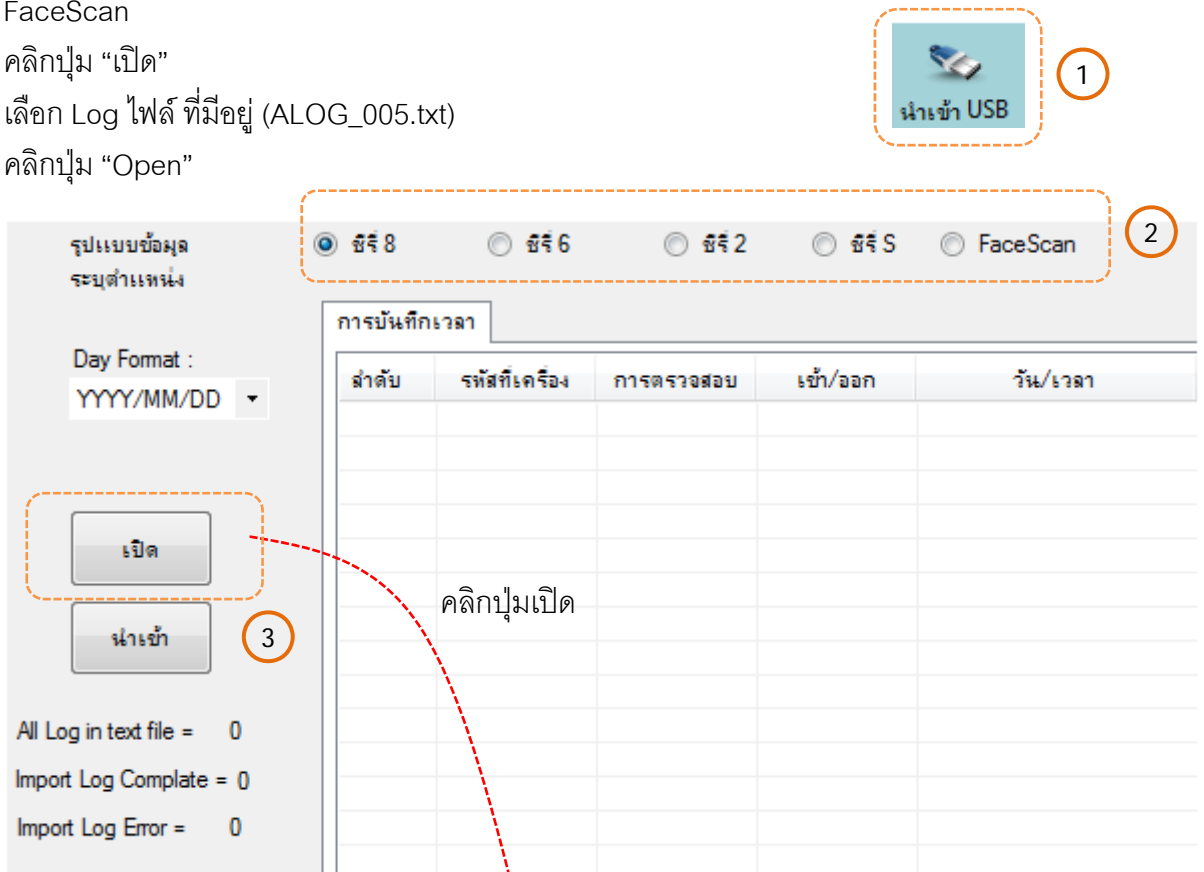 FaceScan
คลิกปุ่ม “เปิด”
เลือก Log ไฟล์ ที่มีอยู่ (ALOG_005.txt)
คลิกปุ่ม “Open”
นำเข้า USB
1
รูปแบบข้อมูล
ซีรี่ 8
ซีรี่ 6
ซีรี่ 2
ซีรี่ S
FaceScan
2
ระบุตำแหน่ง
การบันทึกเวลา
Day Format :
YYYY/MM/DD
ลำดับ
รหัสที่เครื่อง
การตรวจสอบ
เข้า/ออก
วัน/เวลา
เปิด
คลิกปุ่มเปิด
นำเข้า
3
All Log in text file = 0
Import Log Complate = 0
Import Log Error = 0